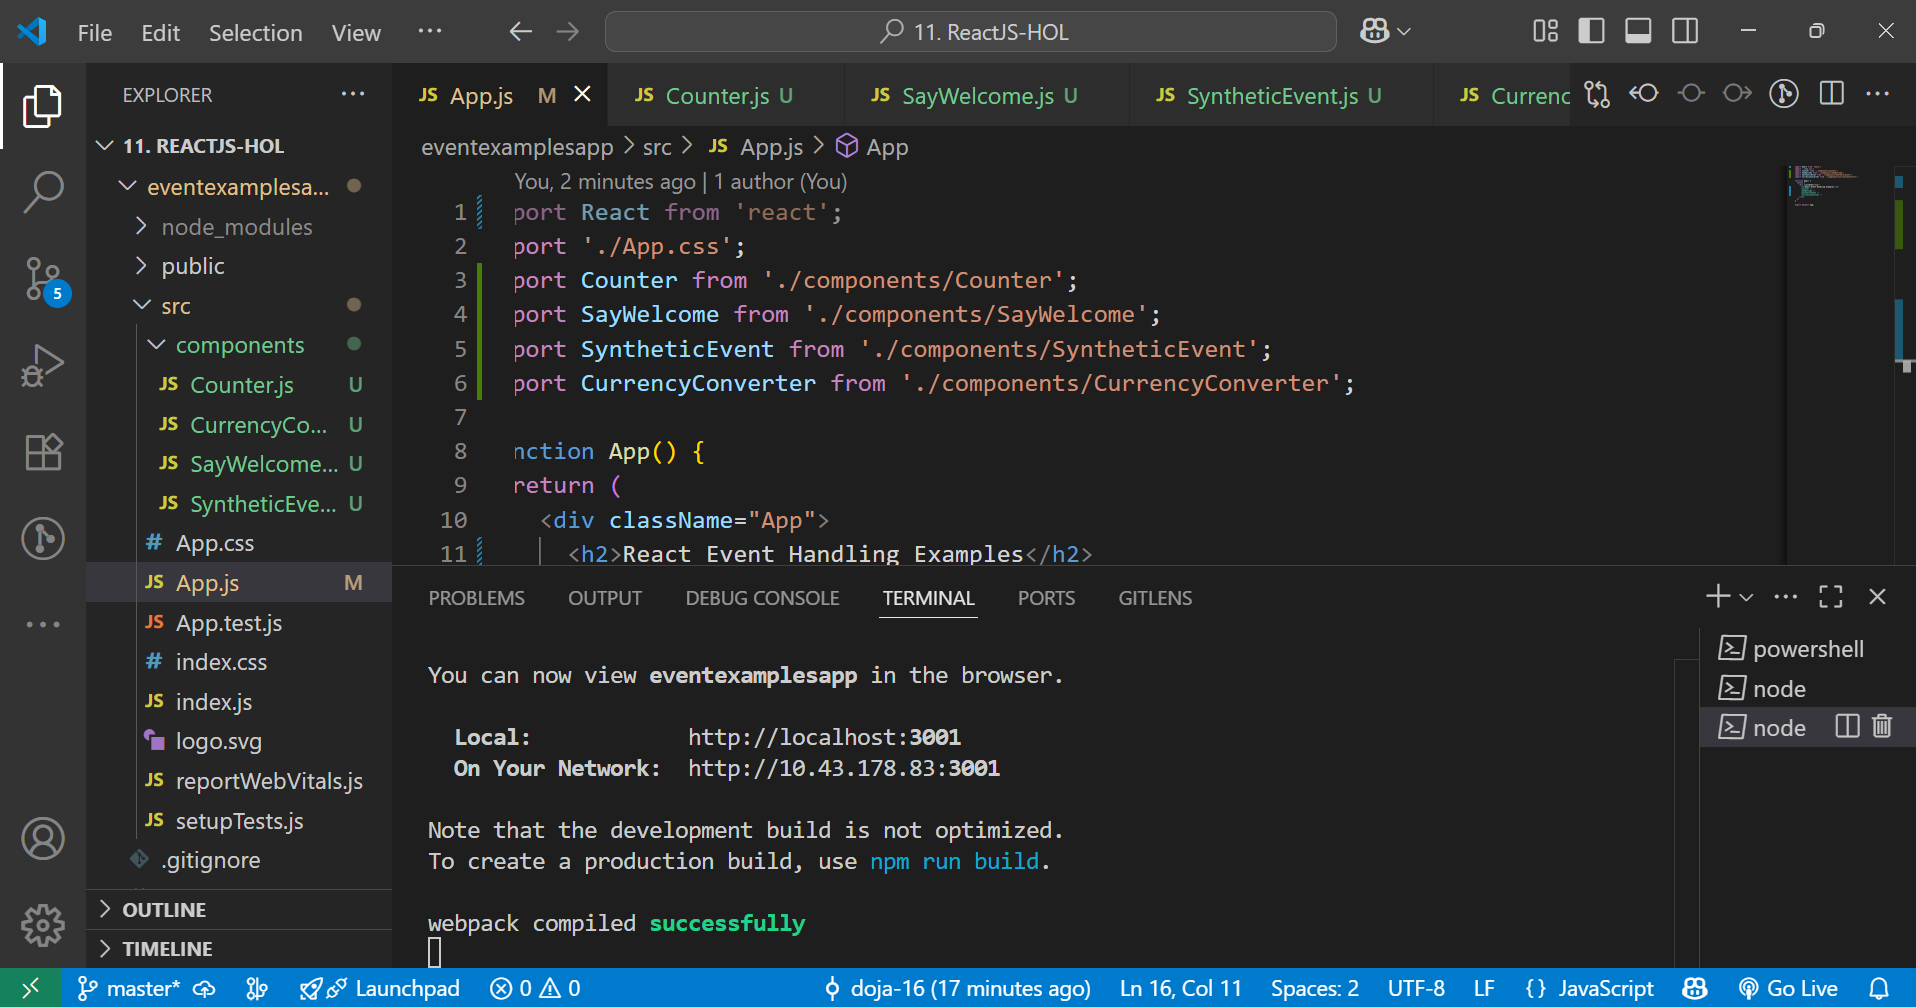 File Edit Selection View ··· 11. ReactJS-HOL
EXPLORER ···
11. REACTJS-HOL
eventexamplesa...
node_modules
public
src
components
JS Counter.js U
JS CurrencyCo... U
JS SayWelcome... U
JS SyntheticEve... U
# App.css
JS App.js M
JS App.test.js
# index.css
JS index.js
logo.svg
JS reportWebVitals.js
JS setupTests.js
.gitignore
OUTLINE
TIMELINE
5
JS App.js M JS Counter.js U JS SayWelcome.js U JS SyntheticEvent.js U JS Currenc
eventexamplesapp > src > JS App.js > App
You, 2 minutes ago | 1 author (You)
1 port React from 'react';
2 port './App.css';
3 port Counter from './components/Counter';
4 port SayWelcome from './components/SayWelcome';
5 port SyntheticEvent from './components/SyntheticEvent';
6 port CurrencyConverter from './components/CurrencyConverter';
7
8 nction App() {
9 return (
10 <div className="App">
11 <h2>React Event Handling Examples</h2>
PROBLEMS OUTPUT DEBUG CONSOLE TERMINAL PORTS GITLENS
You can now view eventexamplesapp in the browser.
Local: http://localhost:3001
On Your Network: http://10.43.178.83:3001
Note that the development build is not optimized.
To create a production build, use npm run build.
webpack compiled successfully
powershell
node
node
master* Launchpad 0 0 doja-16 (17 minutes ago) Ln 16, Col 11 Spaces: 2 UTF-8 LF {} JavaScript Go Live